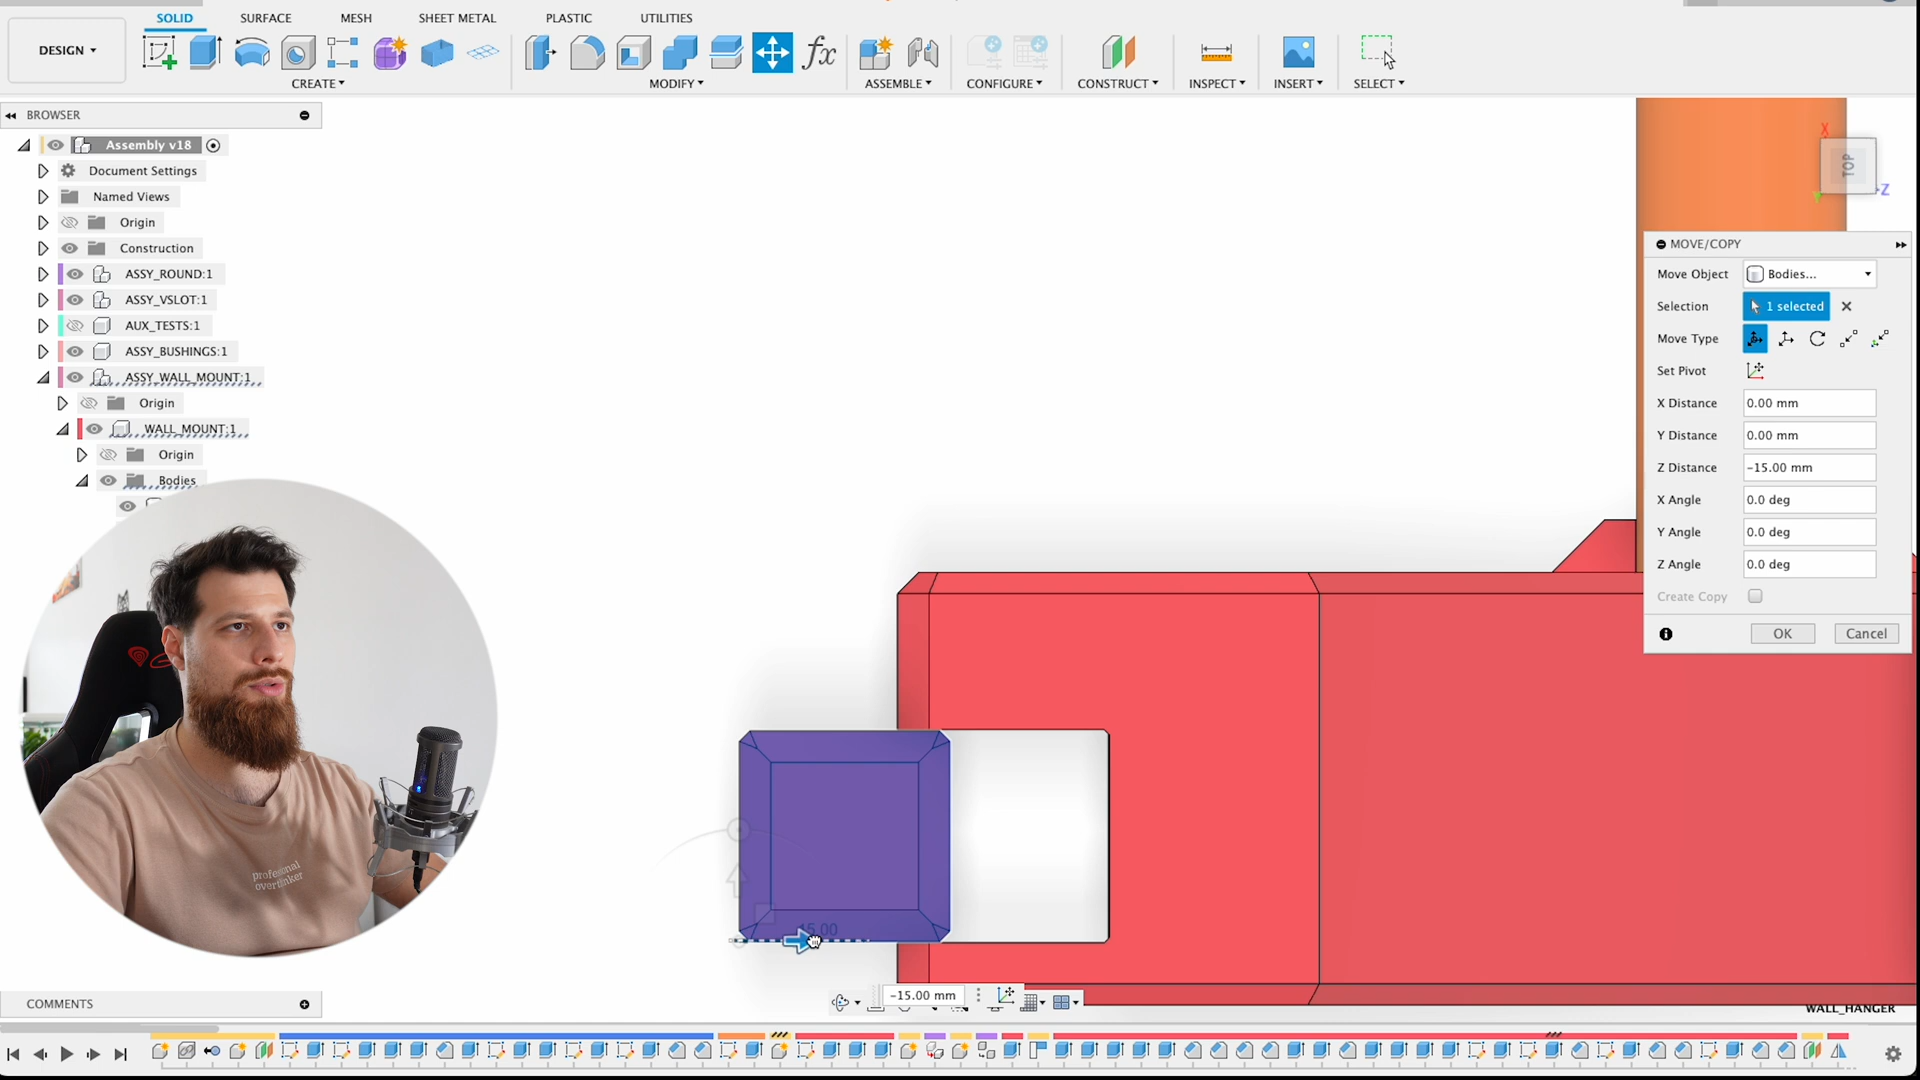 SOLID
SURFACE
MESH
SHEET METAL
PLASTIC
UTILITIES
DESIGN
CREATE
MODIFY
ASSEMBLE
CONFIGURE
CONSTRUCT
INSPECT
INSERT
SELECT
BROWSER
Assembly v18
Document Settings
Named Views
Origin
Construction
ASSY_ROUND:1
ASSY_VSLOT:1
AUX_TESTS:1
ASSY_BUSHINGS:1
ASSY_WALL_MOUNT:1
Origin
WALL_MOUNT:1
Origin
Bodies
X
TOP
Z
Y
MOVE/COPY
Move Object
Bodies...
Selection
1 selected
Move Type
Set Pivot
X Distance
0.00 mm
Y Distance
0.00 mm
Z Distance
-15.00 mm
X Angle
0.0 deg
Y Angle
0.0 deg
Z Angle
0.0 deg
Create Copy
OK
Cancel
profesional
15.00
-15.00 mm
COMMENTS
WALL_HANGER